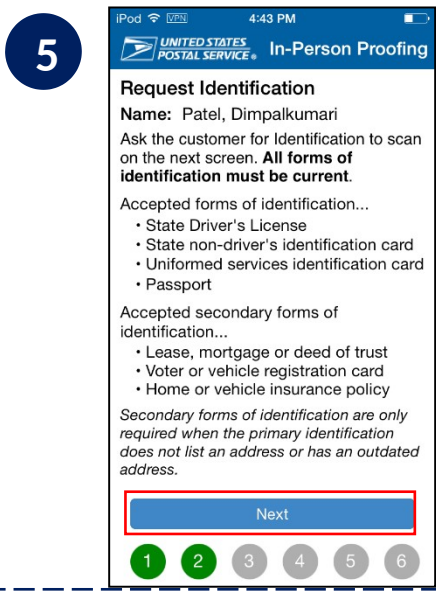 5
iPod VPN 4:43 PM
UNITED STATES
POSTAL SERVICE® In-Person Proofing
Request Identification
Name: Patel, Dimpalkumari
Ask the customer for Identification to scan
on the next screen. All forms of
identification must be current.
Accepted forms of identification...
• State Driver's License
• State non-driver's identification card
• Uniformed services identification card
• Passport
Accepted secondary forms of
identification...
• Lease, mortgage or deed of trust
• Voter or vehicle registration card
• Home or vehicle insurance policy
Secondary forms of identification are only
required when the primary identification
does not list an address or has an outdated
address.
Next
1 2 3 4 5 6